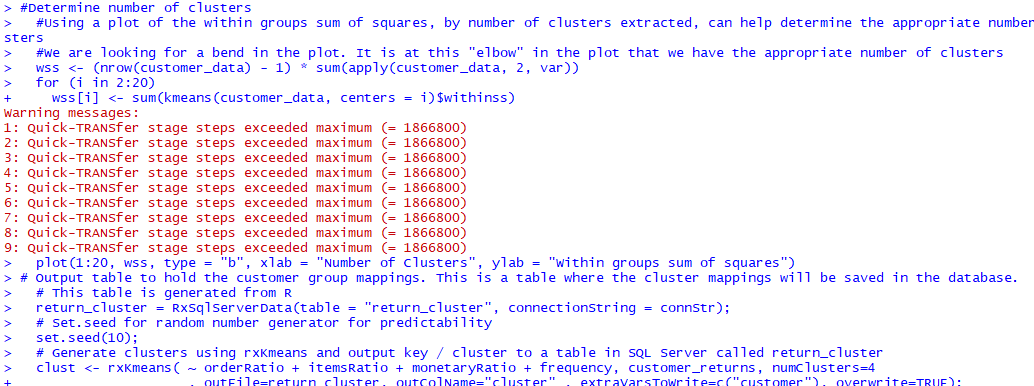 > #Determine number of clusters
>   #Using a plot of the within groups sum of squares, by number of clusters extracted, can help determine the appropriate number
sters
>   #We are looking for a bend in the plot. It is at this "elbow" in the plot that we have the appropriate number of clusters
>   wss <- (nrow(customer_data) - 1) * sum(apply(customer_data, 2, var))
>   for (i in 2:20)
+     wss[i] <- sum(kmeans(customer_data, centers = i)$withinss)
Warning messages:
1: Quick-TRANSfer stage steps exceeded maximum (= 1866800)
2: Quick-TRANSfer stage steps exceeded maximum (= 1866800)
3: Quick-TRANSfer stage steps exceeded maximum (= 1866800)
4: Quick-TRANSfer stage steps exceeded maximum (= 1866800)
5: Quick-TRANSfer stage steps exceeded maximum (= 1866800)
6: Quick-TRANSfer stage steps exceeded maximum (= 1866800)
7: Quick-TRANSfer stage steps exceeded maximum (= 1866800)
8: Quick-TRANSfer stage steps exceeded maximum (= 1866800)
9: Quick-TRANSfer stage steps exceeded maximum (= 1866800)
>   plot(1:20, wss, type = "b", xlab = "Number of Clusters", ylab = "Within groups sum of squares")
> # Output table to hold the customer group mappings. This is a table where the cluster mappings will be saved in the database.
>   # This table is generated from R
>   return_cluster = RxSqlServerData(table = "return_cluster", connectionString = connStr);
>   # Set.seed for random number generator for predictability
>   set.seed(10);
>   # Generate clusters using rxKmeans and output key / cluster to a table in SQL Server called return_cluster
>   clust <- rxKmeans( ~ orderRatio + itemsRatio + monetaryRatio + frequency, customer_returns, numClusters=4
+                    , outFile=return_cluster, outColName="cluster" , extraVarsToWrite=c("customer"), overwrite=TRUE);